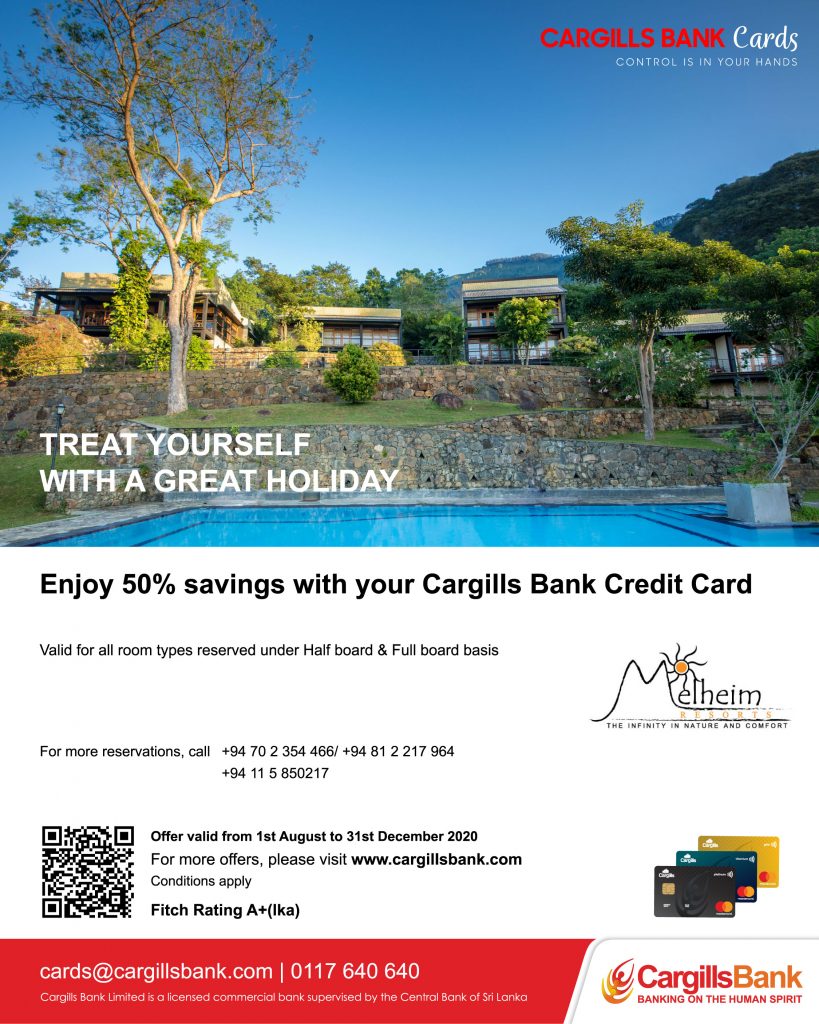 CARGILLS BANK Cards
CONTROL IS IN YOUR HANDS
TREAT YOURSELF
WITH A GREAT HOLIDAY
Enjoy 50% savings with your Cargills Bank Credit Card
Valid for all room types reserved under Half board & Full board basis
Melheim
RESORTS
THE INFINITY IN NATURE AND COMFORT
For more reservations, call +94 70 2 354 466/ +94 81 2 217 964
+94 11 5 850217
Offer valid from 1st August to 31st December 2020
For more offers, please visit www.cargillsbank.com
Conditions apply
Fitch Rating A+(lka)
Cargills
Cargills titanium
Cargills platinum
cards@cargillsbank.com | 0117 640 640
Cargills Bank Limited is a licensed commercial bank supervised by the Central Bank of Sri Lanka
CargillsBank
BANKING ON THE HUMAN SPIRIT